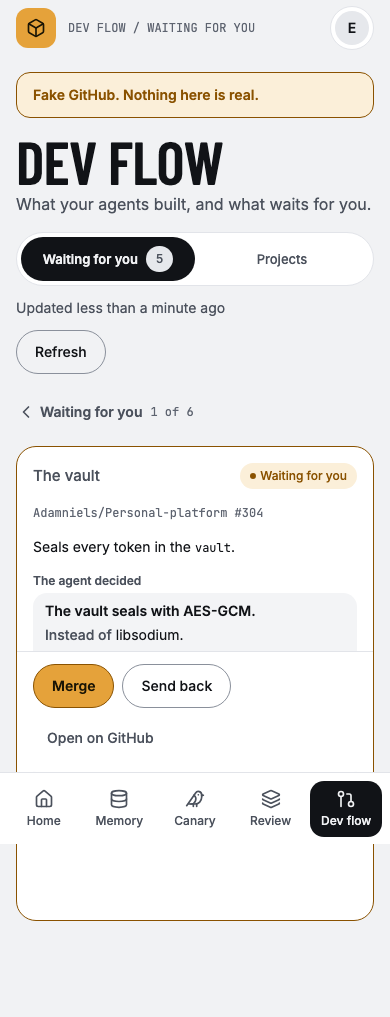 DEV FLOW / WAITING FOR YOU
E
Fake GitHub. Nothing here is real.
DEV FLOW
What your agents built, and what waits for you.
Waiting for you 5
Projects
Updated less than a minute ago
Refresh
Waiting for you 1 of 6
The vault
Waiting for you
Adamniels/Personal-platform #304
Seals every token in the vault.
The agent decided
The vault seals with AES-GCM.
Instead of libsodium.
Merge
Send back
Open on GitHub
Home
Memory
Canary
Review
Dev flow